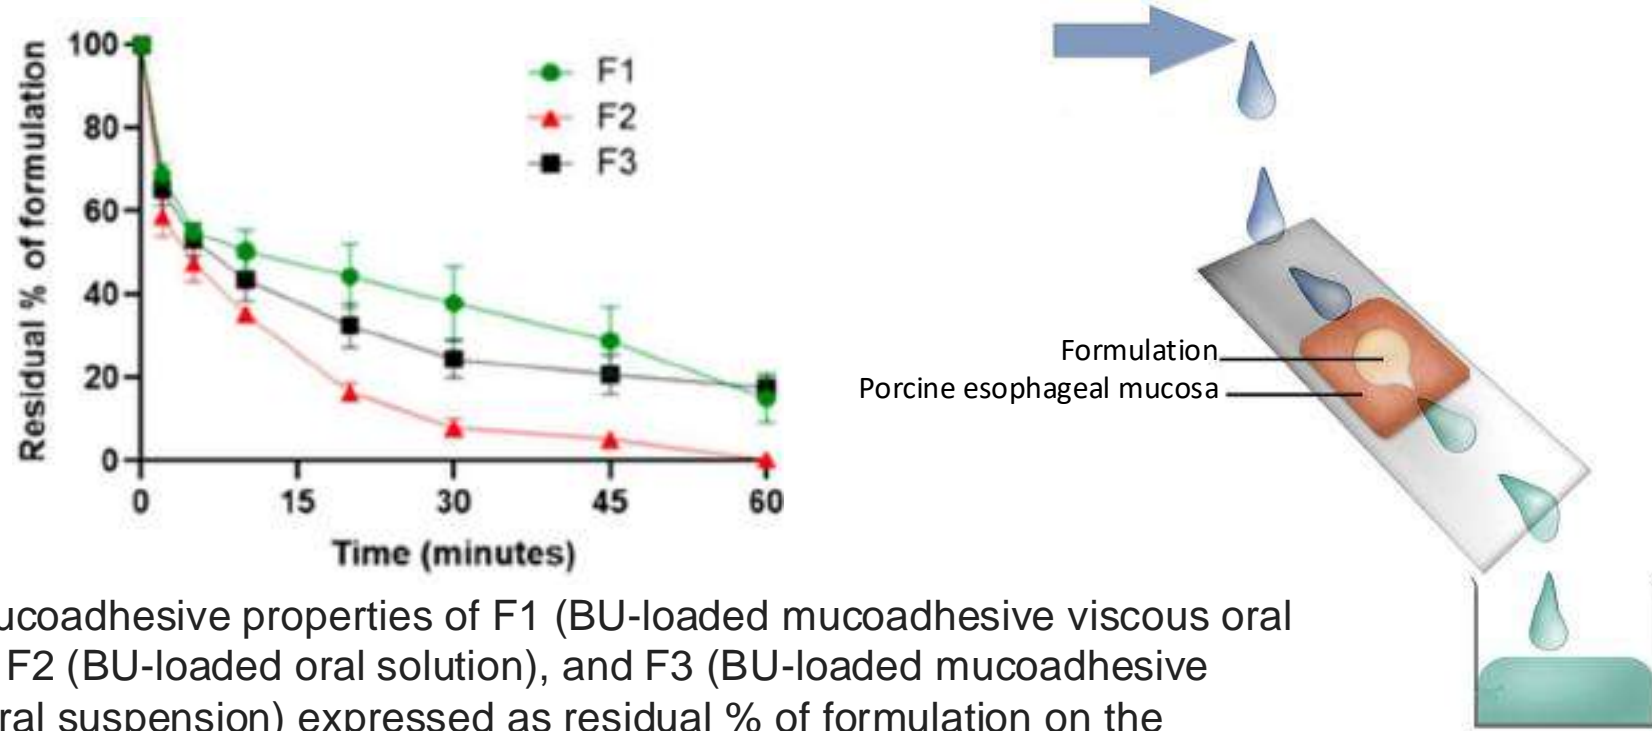 Residual % of formulation
100
80
60
40
20
0
0 15 30 45 60
Time (minutes)
F1
F2
F3
Formulation
Porcine esophageal mucosa
ucoadhesive properties of F1 (BU-loaded mucoadhesive viscous oral
F2 (BU-loaded oral solution), and F3 (BU-loaded mucoadhesive
ral suspension) expressed as residual % of formulation on the